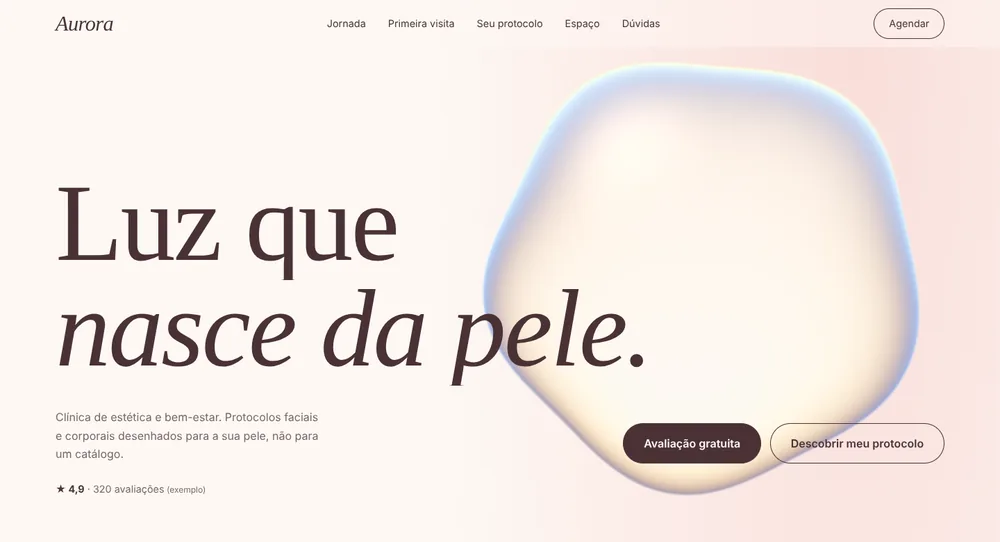 Aurora
Jornada
Primeira visita
Seu protocolo
Espaço
Dúvidas
Agendar
Luz que
nasce da pele.
Clínica de estética e bem-estar. Protocolos faciais
e corporais desenhados para a sua pele, não para
um catálogo.
Avaliação gratuita
Descobrir meu protocolo
★ 4,9 · 320 avaliações (exemplo)